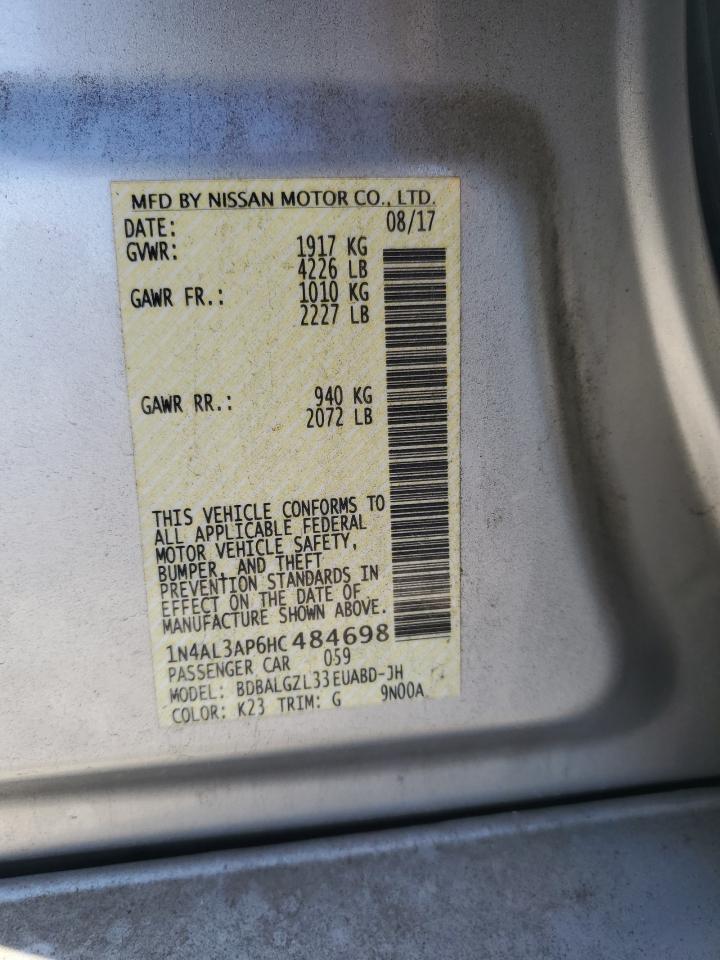 MFD BY NISSAN MOTOR CO., LTD.
DATE: 08/17
GVWR: 1917 KG
4226 LB
GAWR FR.: 1010 KG
2227 LB
GAWR RR.: 940 KG
2072 LB
THIS VEHICLE CONFORMS TO
ALL APPLICABLE FEDERAL
MOTOR VEHICLE SAFETY,
BUMPER, AND THEFT
PREVENTION STANDARDS IN
EFFECT ON THE DATE OF
MANUFACTURE SHOWN ABOVE.
1N4AL3AP6HC484698
PASSENGER CAR 059
MODEL: BDBALGZL33EUABD-JH
COLOR: K23 TRIM: G 9N00A